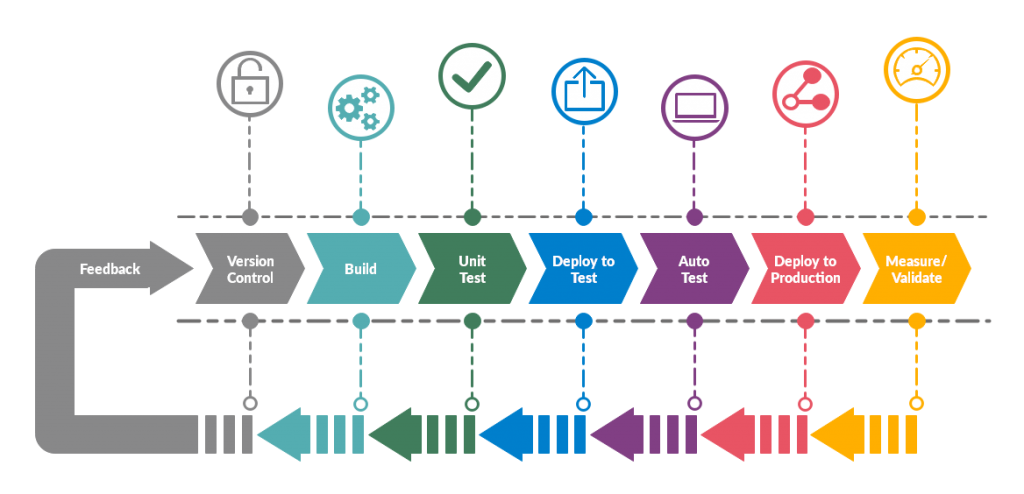 Feedback
Version
Control
Build
Unit
Test
Deploy to
Test
Auto
Test
Deploy to
Production
Measure/
Validate